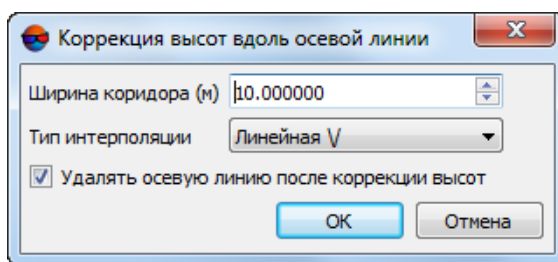 Коррекция высот вдоль осевой линии
Ширина коридора (м) 10.000000
Тип интерполяции Линейная \/
Удалять осевую линию после коррекции высот
OK Отмена